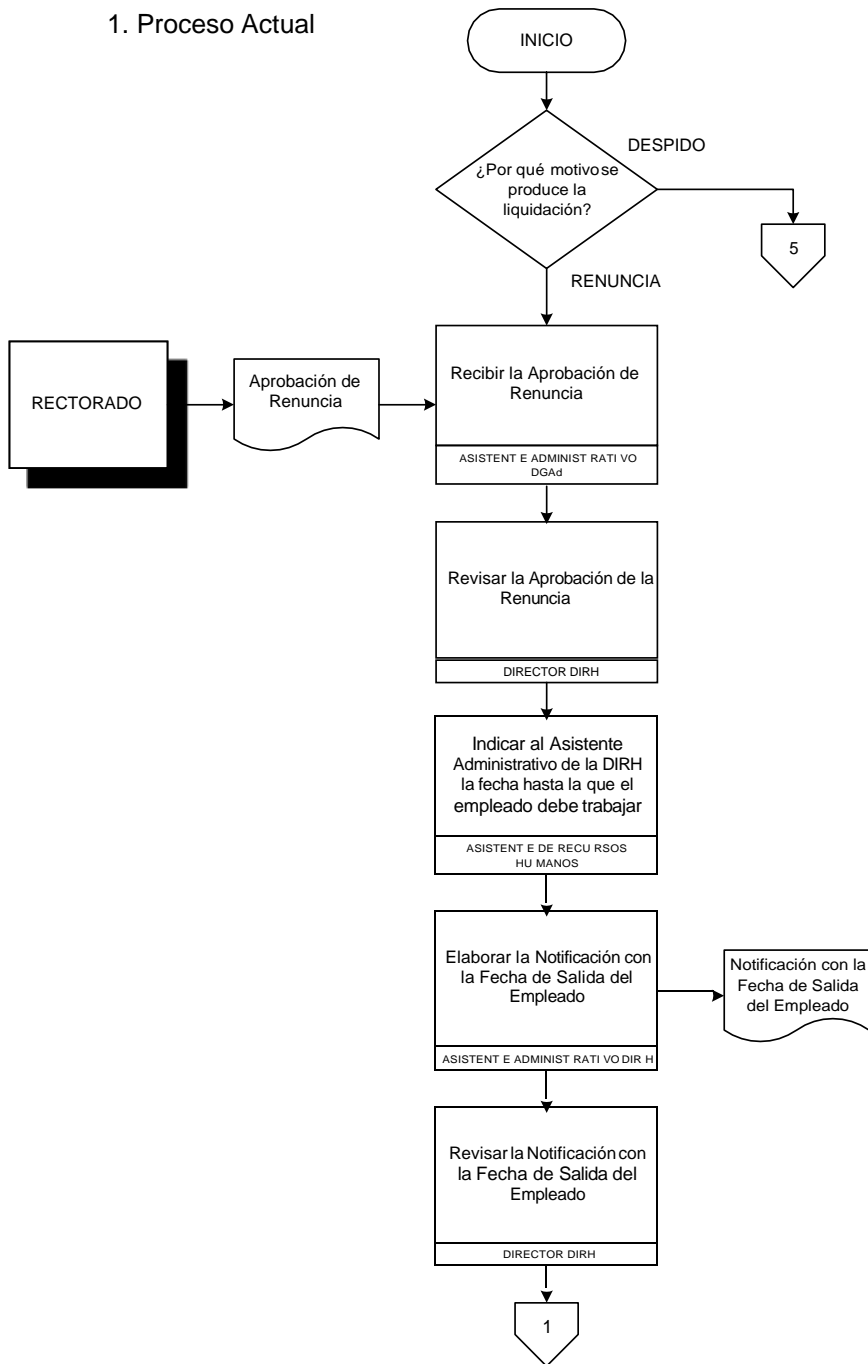 1. Proceso Actual
INICIO
DESPIDO
¿Por qué motivo se
produce la
liquidación?
5
RENUNCIA
RECTORADO
Aprobación de
Renuncia
Recibir la Aprobación de
Renuncia
ASISTENT E ADMINIST RATI VO
DGAd
Revisar la Aprobación de la
Renuncia
DIRECTOR DIRH
Indicar al Asistente
Administrativo de la DIRH
la fecha hasta la que el
empleado debe trabajar
ASISTENT E DE RECU RSOS
HU MANOS
Elaborar la Notificación con
la Fecha de Salida del
Empleado
ASISTENT E ADMINIST RATI VO DIR H
Notificación con la
Fecha de Salida
del Empleado
Revisar la Notificación con
la Fecha de Salida del
Empleado
DIRECTOR DIRH
1